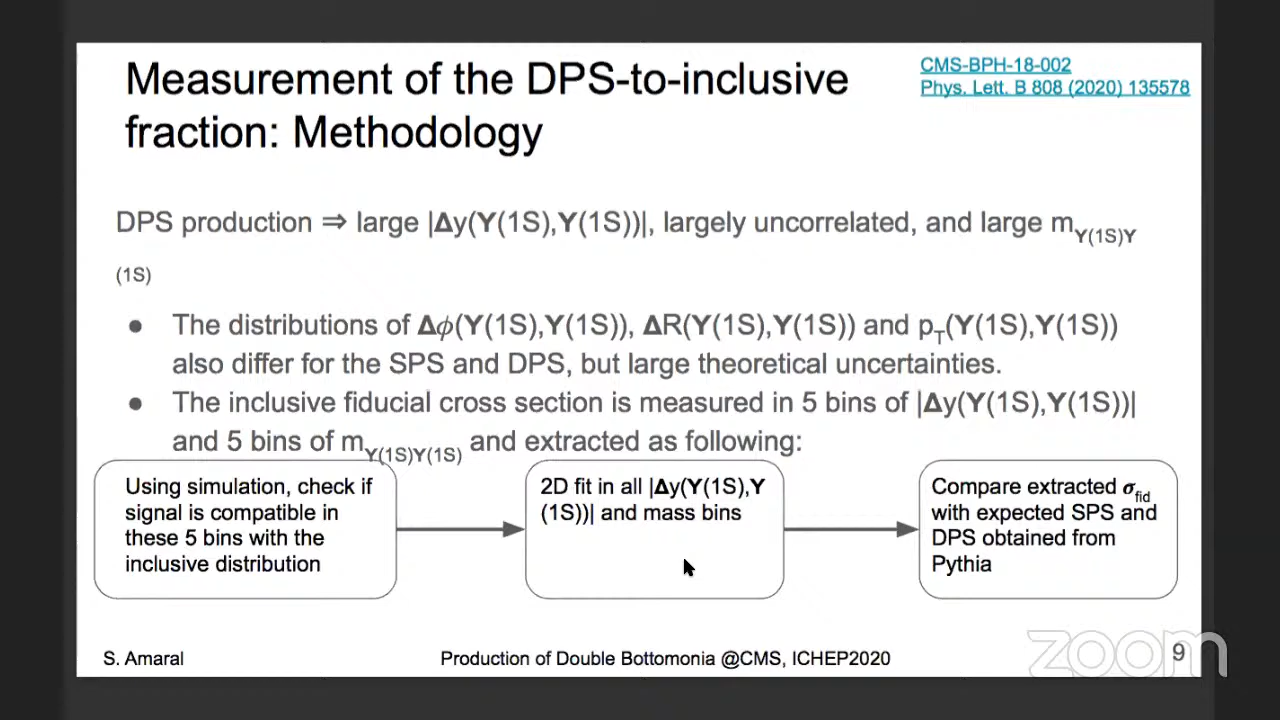 Measurement of the DPS-to-inclusive
fraction: Methodology
CMS-BPH-18-002
Phys. Lett. B 808 (2020) 135578
DPS production ⇒ large |Δy(Υ(1S),Υ(1S))|, largely uncorrelated, and large m_Υ(1S)Υ
(1S)
● The distributions of Δϕ(Υ(1S),Υ(1S)), ΔR(Υ(1S),Υ(1S)) and p_T(Υ(1S),Υ(1S))
also differ for the SPS and DPS, but large theoretical uncertainties.
● The inclusive fiducial cross section is measured in 5 bins of |Δy(Υ(1S),Υ(1S))|
and 5 bins of m_Υ(1S)Υ(1S) and extracted as following:
Using simulation, check if
signal is compatible in
these 5 bins with the
inclusive distribution
2D fit in all |Δy(Υ(1S),Υ
(1S))| and mass bins
Compare extracted σ_fid
with expected SPS and
DPS obtained from
Pythia
S. Amaral
Production of Double Bottomonia @CMS, ICHEP2020
9
zoom